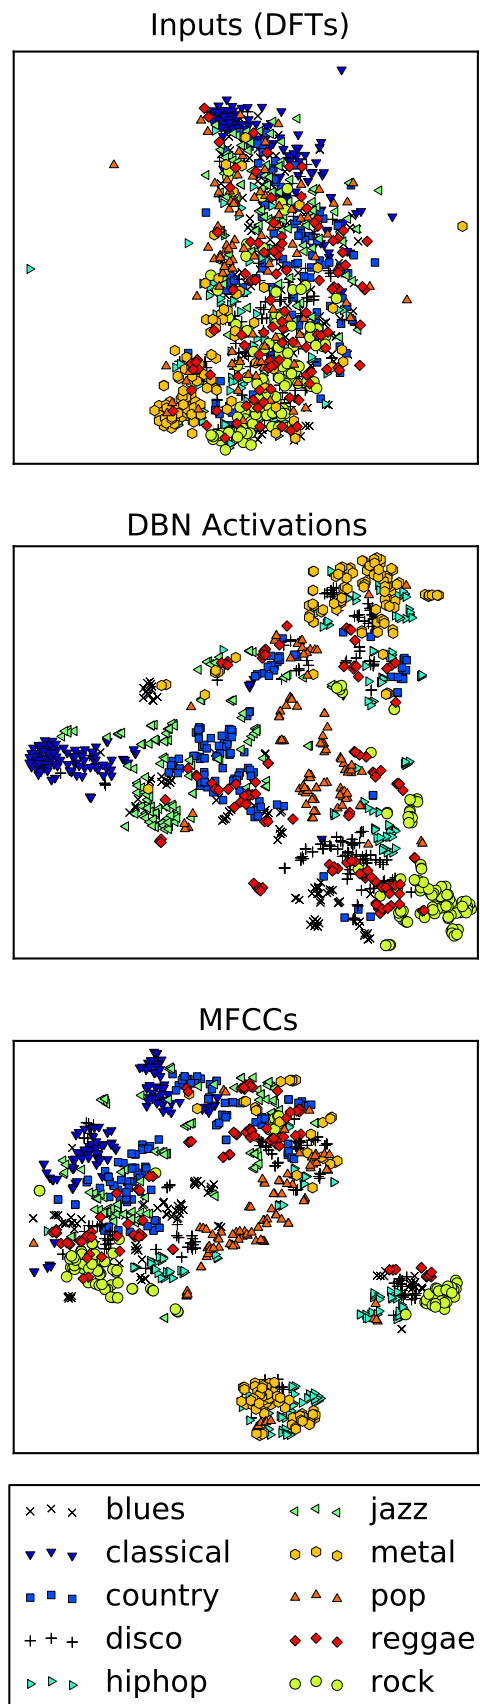 Inputs (DFTs)
DBN Activations
MFCCs
blues
jazz
classical
metal
country
pop
disco
reggae
hiphop
rock